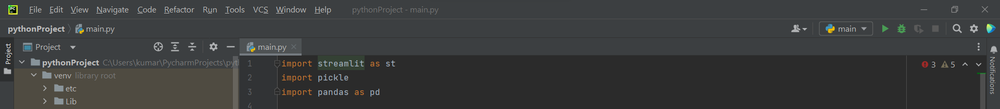 PC File Edit View Navigate Code Refactor Run Tools VCS Window Help pythonProject - main.py
pythonProject main.py main
Project Project main.py
pythonProject C:\Users\kumar\PycharmProjects\pyt
venv library root
etc
Lib
1 import streamlit as st
2 import pickle
3 import pandas as pd
4
3 5
Notifications